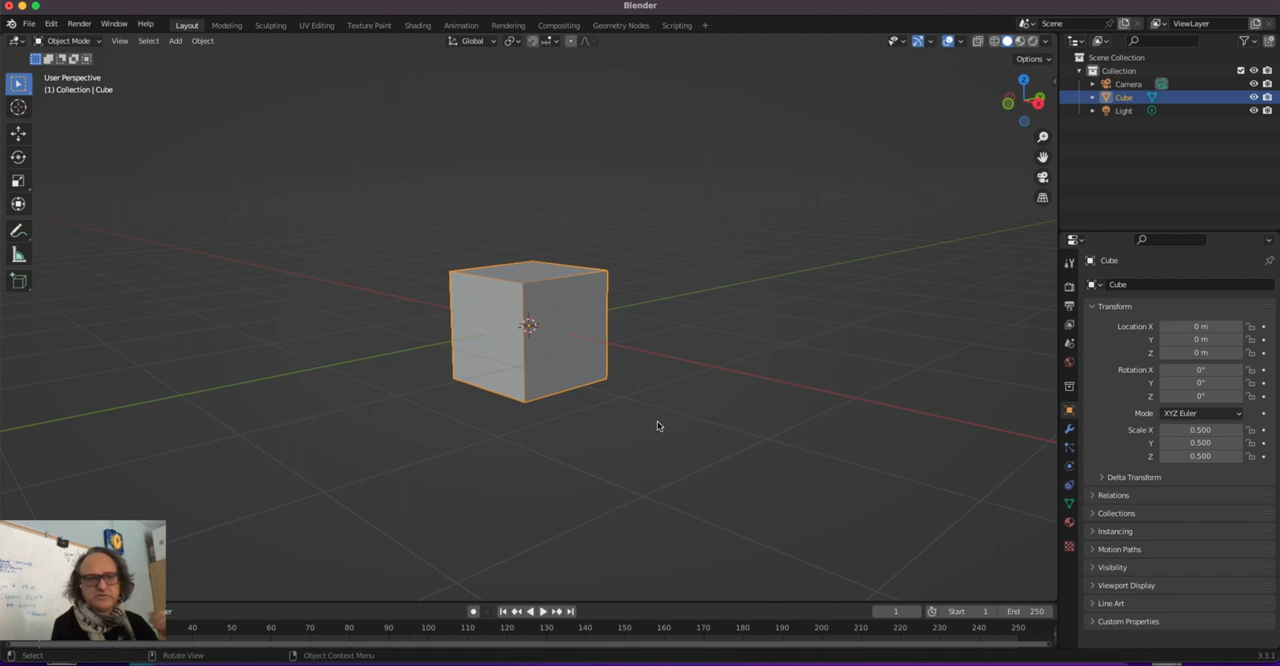 Blender
File Edit Render Window Help Layout Modeling Sculpting UV Editing Texture Paint Shading Animation Rendering Compositing Geometry Nodes Scripting + Scene ViewLayer
Object Mode View Select Add Object Global
Options
User Perspective
(1) Collection | Cube
Z
Y
X
Scene Collection
Collection
Camera
Cube
Light
Cube
Cube
Transform
Location X 0 m
Y 0 m
Z 0 m
Rotation X 0°
Y 0°
Z 0°
Mode XYZ Euler
Scale X 0.500
Y 0.500
Z 0.500
Delta Transform
Relations
Collections
Instancing
Motion Paths
Visibility
Viewport Display
Line Art
Custom Properties
1 Start 1 End 250
40 50 60 70 80 90 100 110 120 130 140 150 160 170 180 190 200 210 220 230 240 250
Select Rotate View Object Context Menu 3.3.1